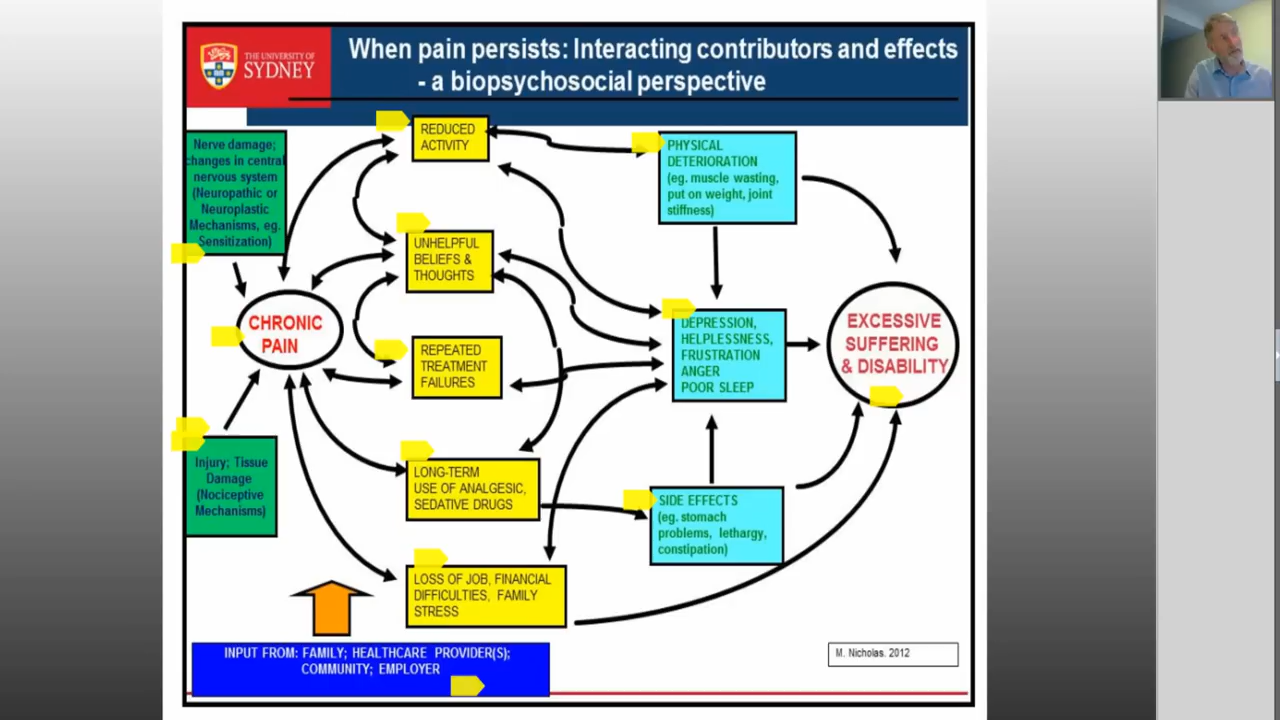 THE UNIVERSITY OF
SYDNEY
When pain persists: Interacting contributors and effects
- a biopsychosocial perspective
Nerve damage;
changes in central
nervous system
(Neuropathic or
Neuroplastic
Mechanisms, eg.
Sensitization)
REDUCED
ACTIVITY
PHYSICAL
DETERIORATION
(eg. muscle wasting,
put on weight, joint
stiffness)
UNHELPFUL
BELIEFS &
THOUGHTS
CHRONIC
PAIN
REPEATED
TREATMENT
FAILURES
DEPRESSION,
HELPLESSNESS,
FRUSTRATION
ANGER
POOR SLEEP
EXCESSIVE
SUFFERING
& DISABILITY
Injury; Tissue
Damage
(Nociceptive
Mechanisms)
LONG-TERM
USE OF ANALGESIC,
SEDATIVE DRUGS
SIDE EFFECTS
(eg. stomach
problems, lethargy,
constipation)
LOSS OF JOB, FINANCIAL
DIFFICULTIES, FAMILY
STRESS
INPUT FROM: FAMILY; HEALTHCARE PROVIDER(S);
COMMUNITY; EMPLOYER
M. Nicholas. 2012